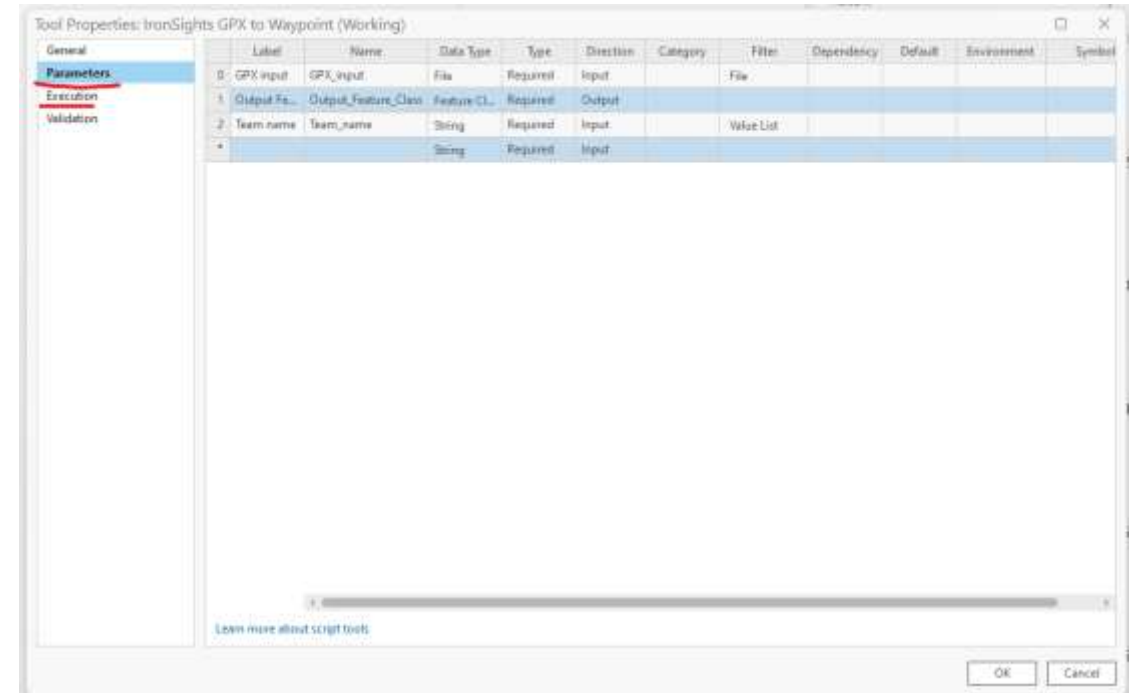 Tool Properties: IronSights GPX to Waypoint (Working)
General
Parameters
Execution
Validation
Label Name Data Type Type Direction Category Filter Dependency Default Environment Symbol
0 GPX input GPX_input File Required Input File
1 Output Fe... Output_Feature_Class Feature Cl... Required Output
2 Team name Team_name String Required Input Value List
* String Required Input
Learn more about script tools
OK Cancel